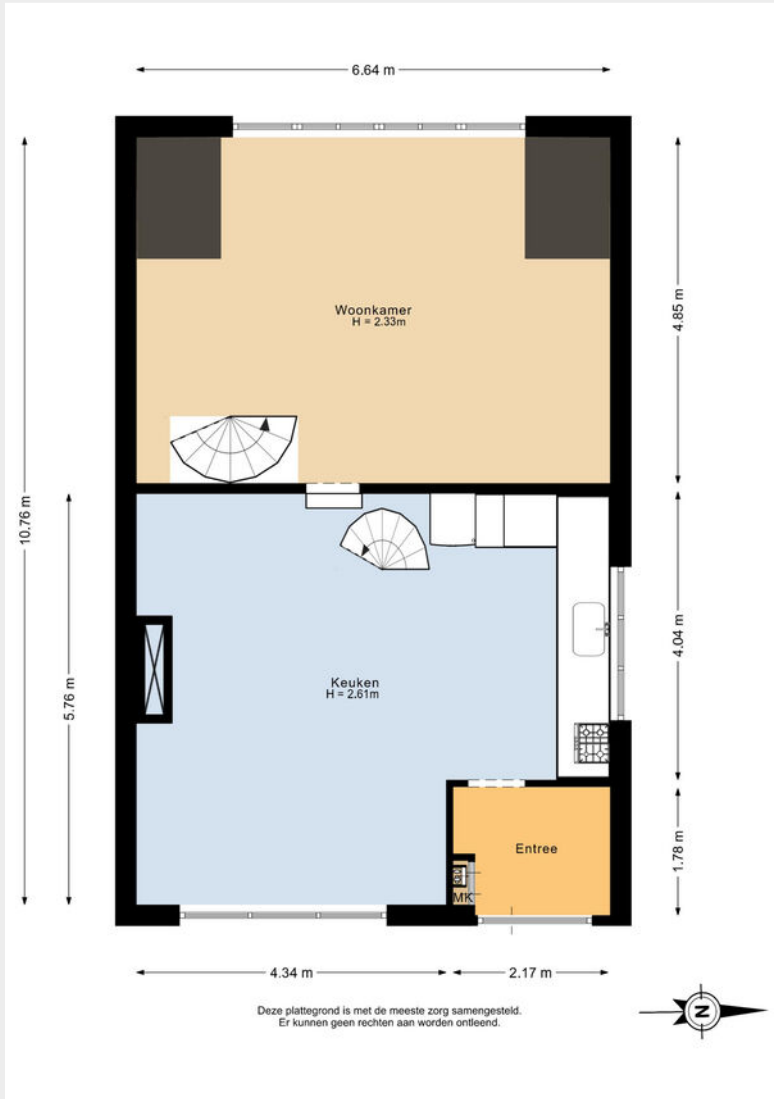 6.64 m
10.76 m
4.85 m
Woonkamer
H = 2.33m
5.76 m
4.04 m
Keuken
H = 2.61m
1.78 m
Entree
MK
4.34 m
2.17 m
Deze plattegrond is met de meeste zorg samengesteld.
Er kunnen geen rechten aan worden ontleend.
N